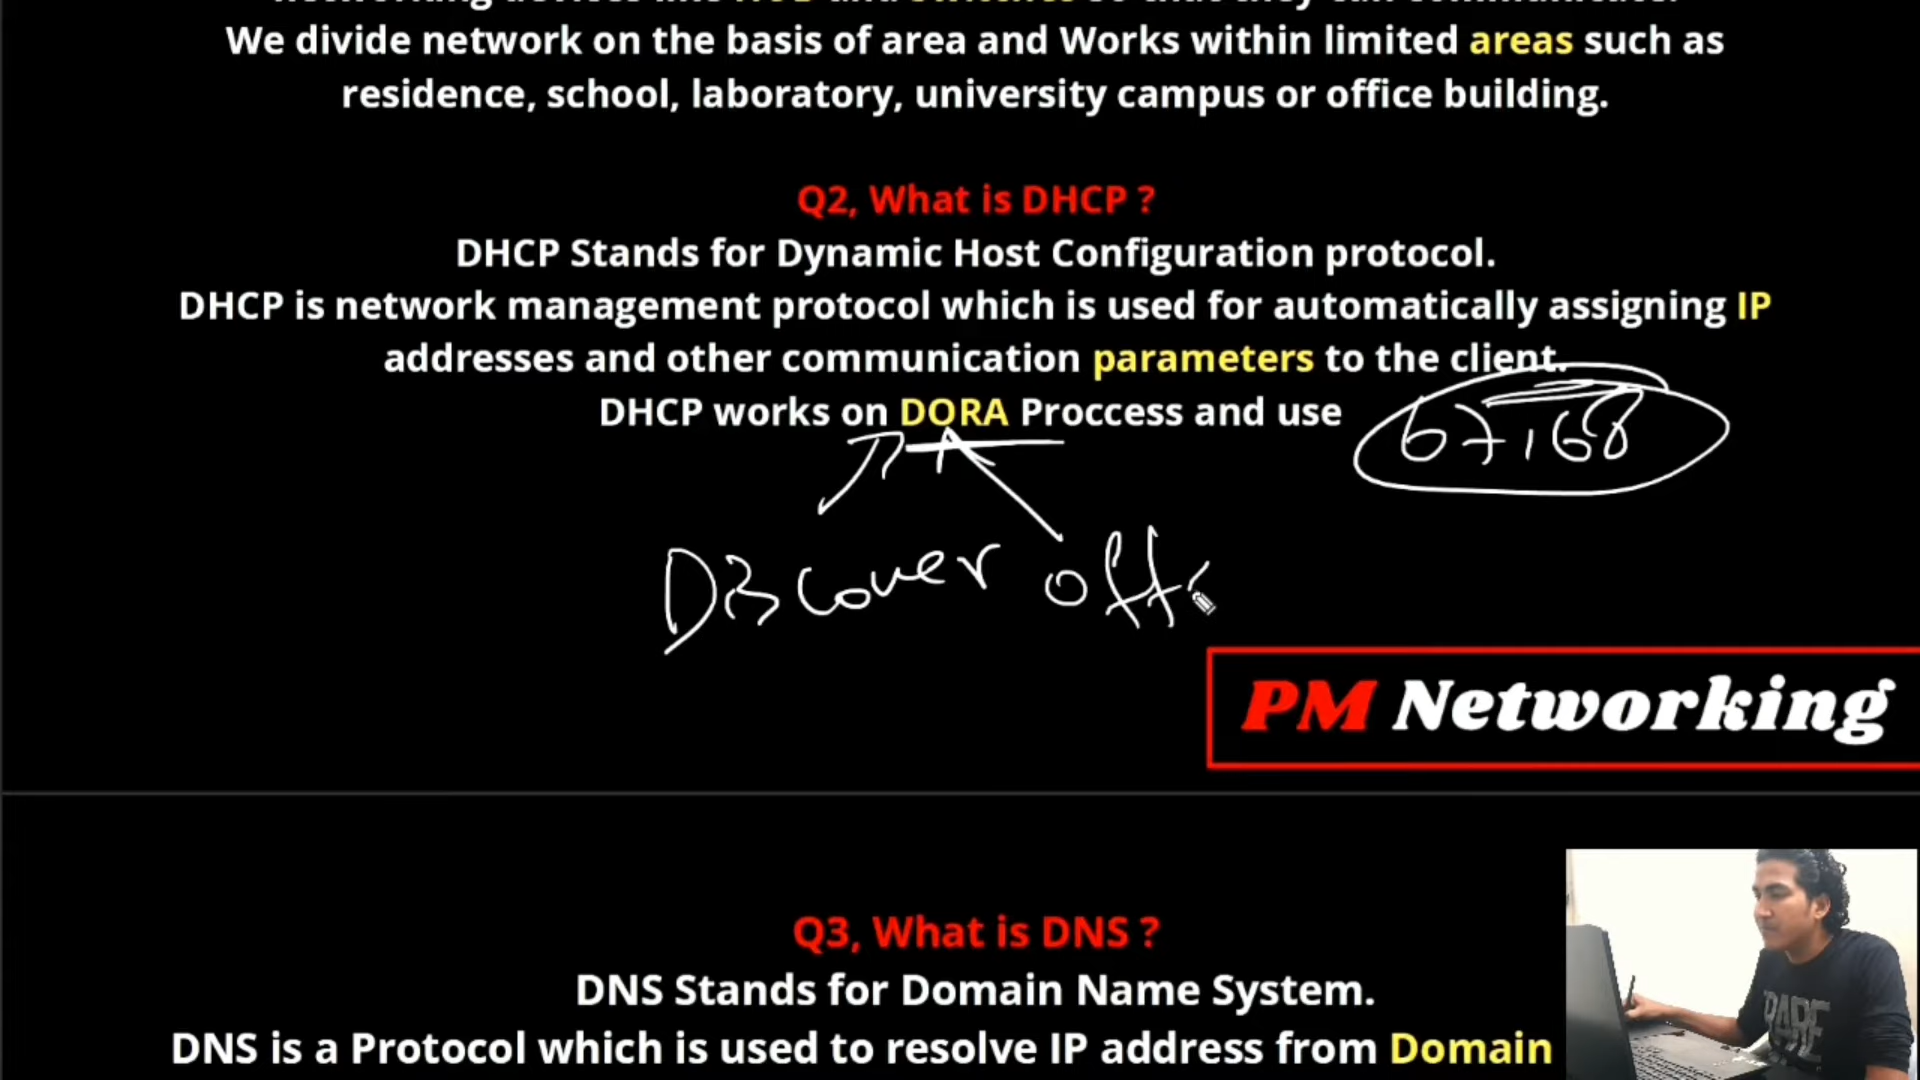 We divide network on the basis of area and Works within limited areas such as
residence, school, laboratory, university campus or office building.
Q2, What is DHCP ?
DHCP Stands for Dynamic Host Configuration protocol.
DHCP is network management protocol which is used for automatically assigning IP
addresses and other communication parameters to the client.
DHCP works on DORA Proccess and use 67,68
Discover offe
PM Networking
Q3, What is DNS ?
DNS Stands for Domain Name System.
DNS is a Protocol which is used to resolve IP address from Domain